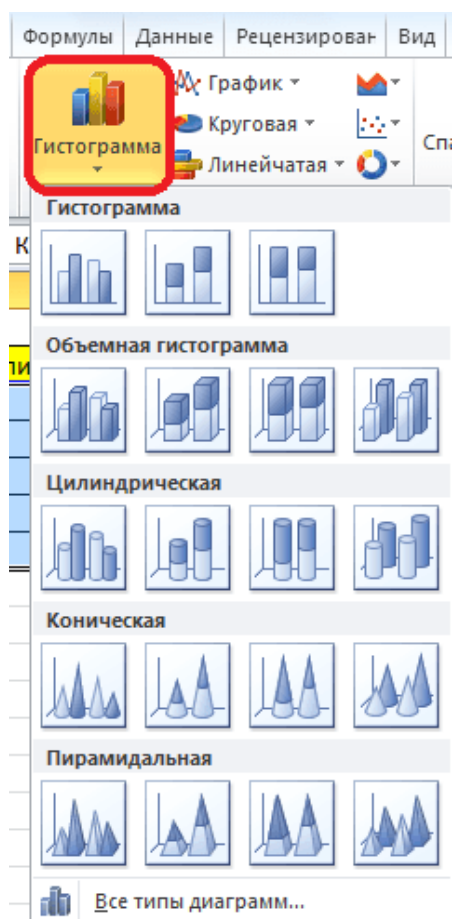 Формулы Данные Рецензирован Вид
График
Круговая
Гистограмма
Линейчатая
Гистограмма
Объемная гистограмма
Цилиндрическая
Коническая
Пирамидальная
Все типы диаграмм...